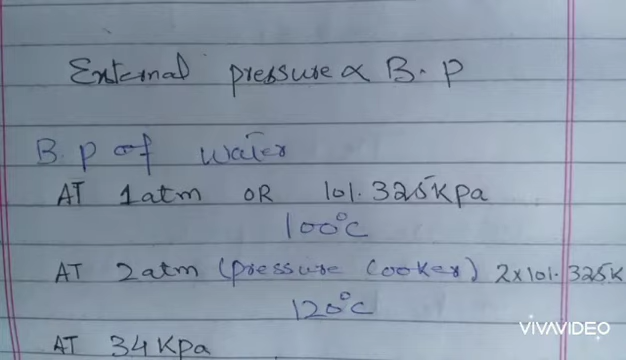 External pressure ∝ B.p
B.p of water
AT 1atm OR 101.325Kpa
100°C
AT 2atm (pressure Cooker) 2x101.325K
120°C
AT 34Kpa
VIVAVIDEO